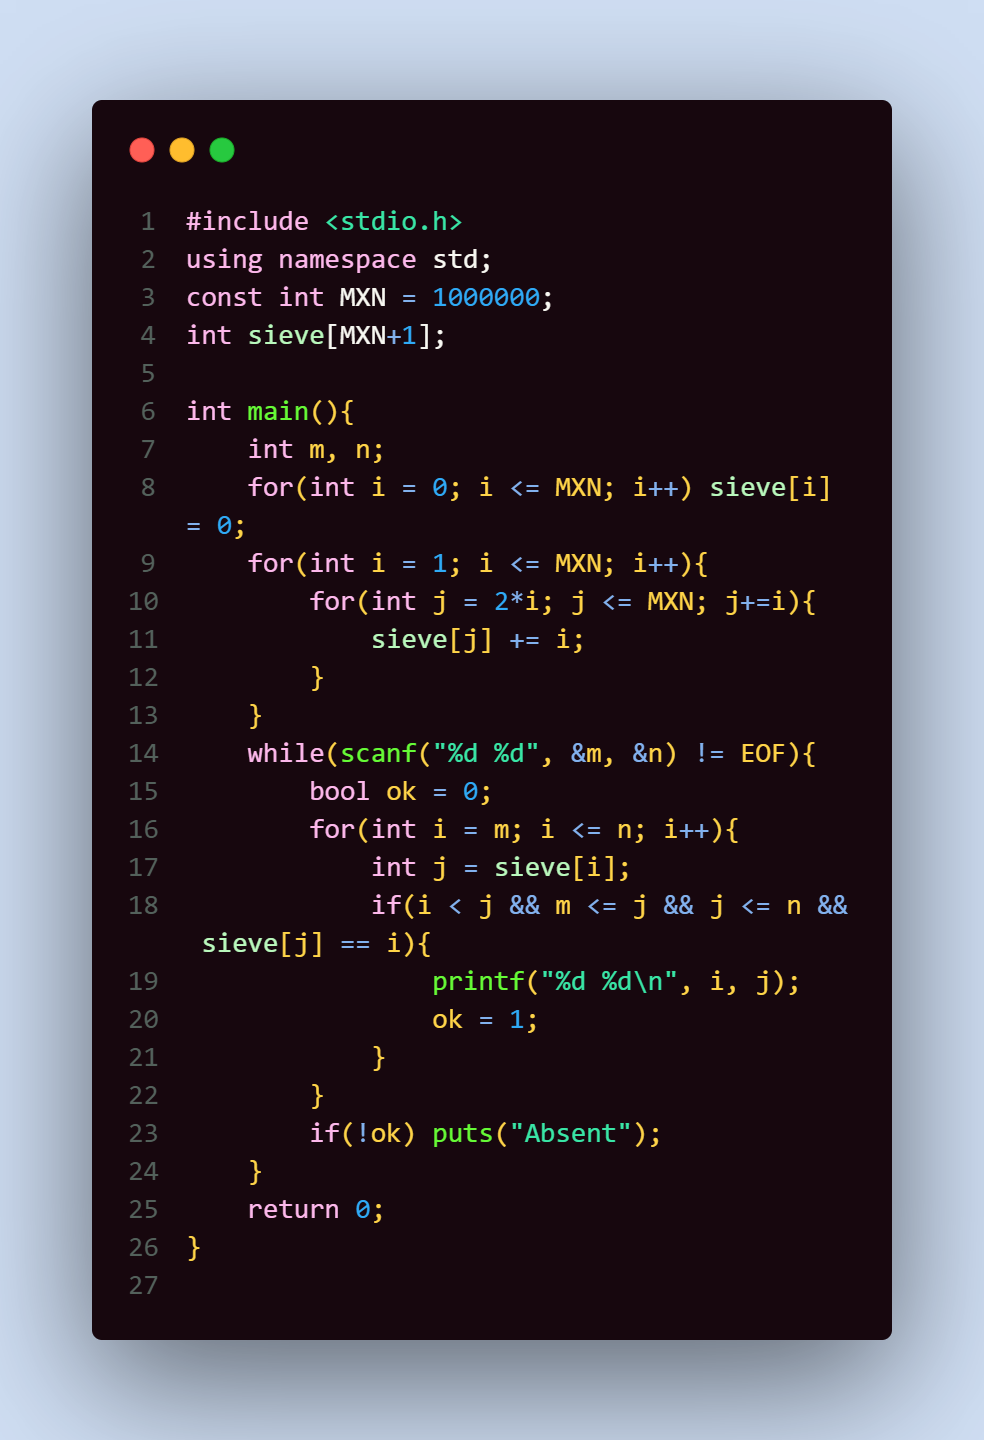 1 #include <stdio.h>
2 using namespace std;
3 const int MXN = 1000000;
4 int sieve[MXN+1];
5
6 int main(){
7     int m, n;
8     for(int i = 0; i <= MXN; i++) sieve[i]
= 0;
9     for(int i = 1; i <= MXN; i++){
10         for(int j = 2*i; j <= MXN; j+=i){
11             sieve[j] += i;
12         }
13     }
14     while(scanf("%d %d", &m, &n) != EOF){
15         bool ok = 0;
16         for(int i = m; i <= n; i++){
17             int j = sieve[i];
18             if(i < j && m <= j && j <= n &&
 sieve[j] == i){
19                 printf("%d %d\n", i, j);
20                 ok = 1;
21             }
22         }
23         if(!ok) puts("Absent");
24     }
25     return 0;
26 }
27